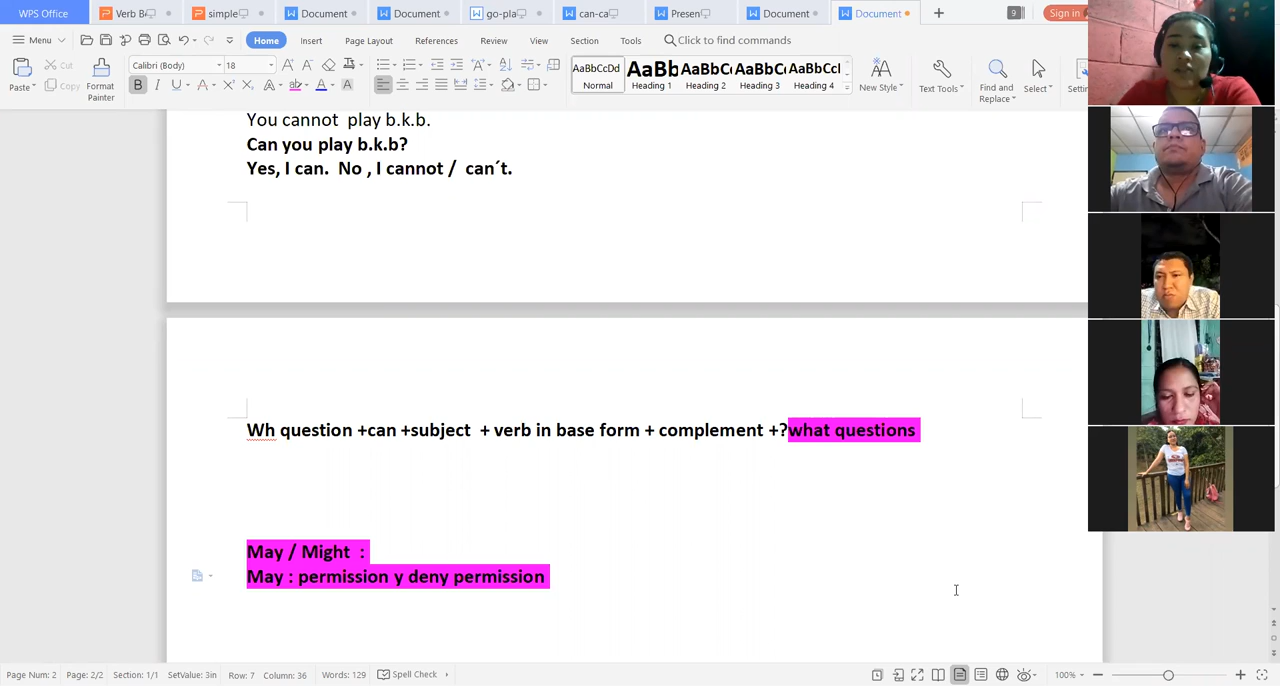 WPS Office Verb B simple Document Document go-pla can-ca Presen Document Document 9 Sign in
Menu Home Insert Page Layout References Review View Section Tools Click to find commands
Paste Cut Copy Format Painter Calibri (Body) 18 AaBbCcDd Normal AaBb Heading 1 AaBbC Heading 2 AaBbC Heading 3 AaBbCcI Heading 4 New Style Text Tools Find and Replace Select Settin
You cannot  play b.k.b.
Can you play b.k.b?
Yes, I can.  No , I cannot /  can´t.
Wh question +can +subject  + verb in base form + complement +?what questions
May / Might  :
May : permission y deny permission
Page Num: 2 Page: 2/2 Section: 1/1 SetValue: 3in Row: 7 Column: 36 Words: 129 Spell Check 100%